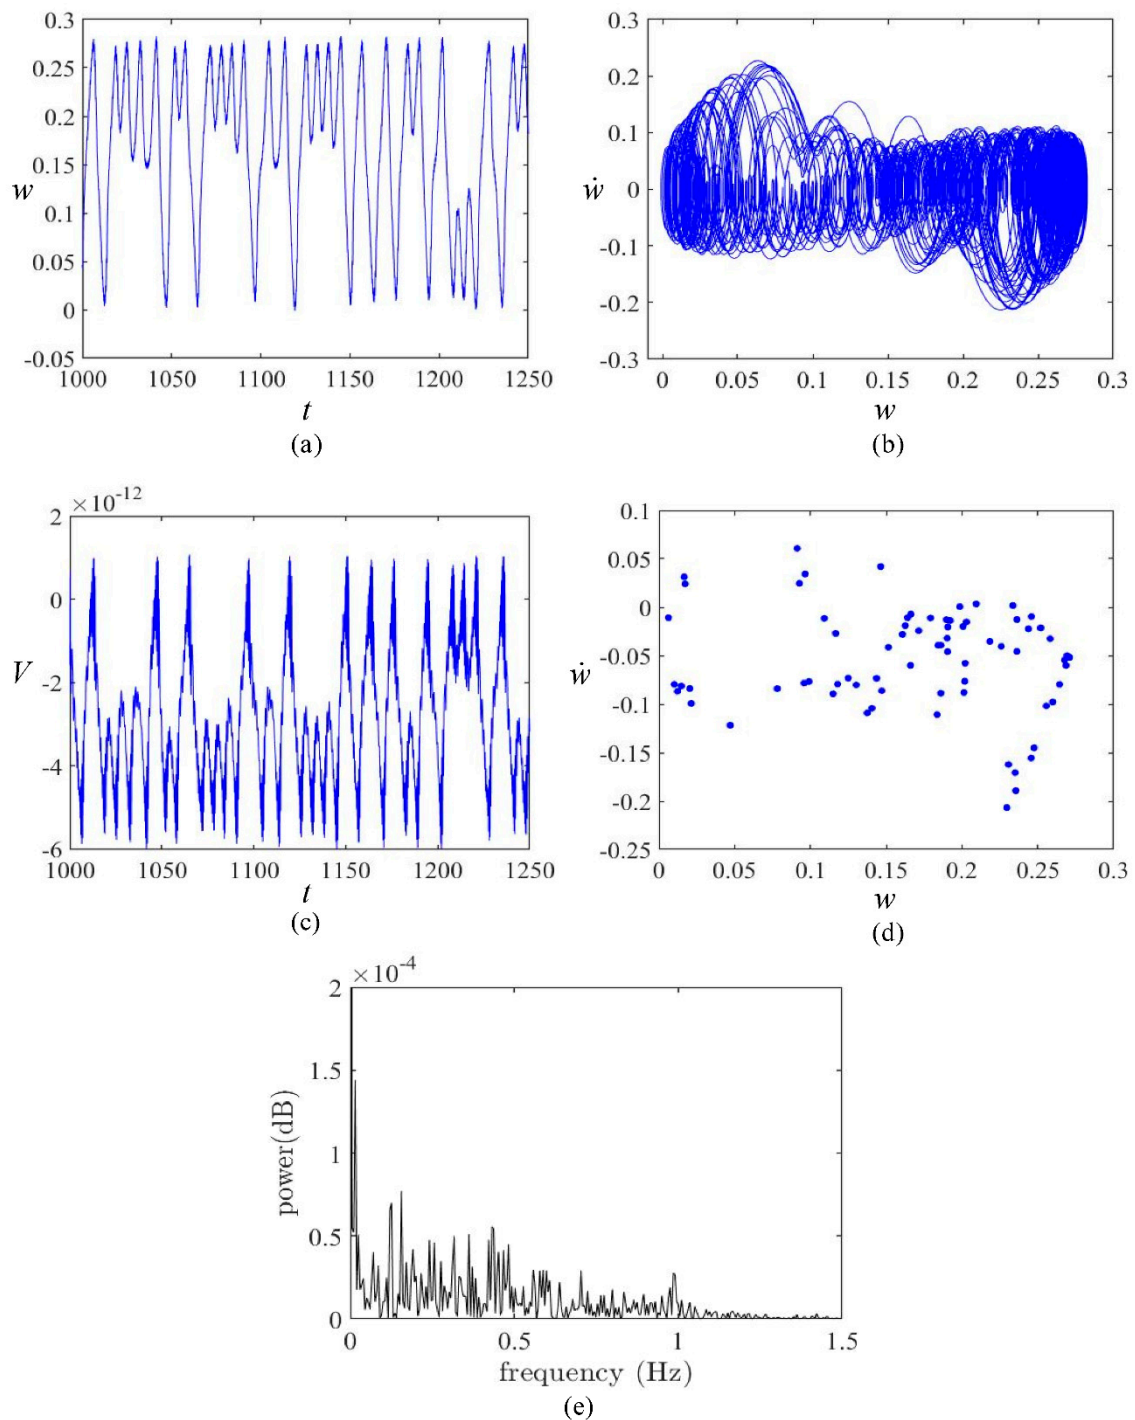 0.3
0.25
0.2
0.15
0.1
0.05
0
-0.05
w
1000 1050 1100 1150 1200 1250
t
(a)
0.3
0.2
0.1
0
-0.1
-0.2
-0.3
ẇ
0 0.05 0.1 0.15 0.2 0.25 0.3
w
(b)
×10⁻¹²
2
0
-2
-4
-6
V
1000 1050 1100 1150 1200 1250
t
(c)
0.1
0.05
0
-0.05
-0.1
-0.15
-0.2
-0.25
ẇ
0 0.05 0.1 0.15 0.2 0.25 0.3
w
(d)
×10⁻⁴
2
1.5
1
0.5
0
power(dB)
0 0.5 1 1.5
frequency (Hz)
(e)